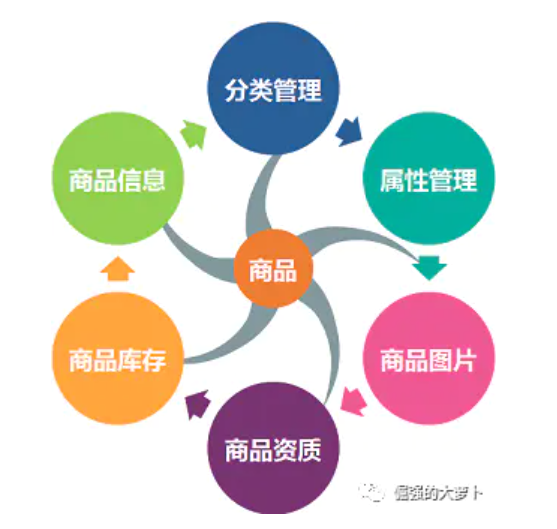 分类管理
属性管理
商品图片
商品资质
商品库存
商品信息
商品
倔强的大萝卜